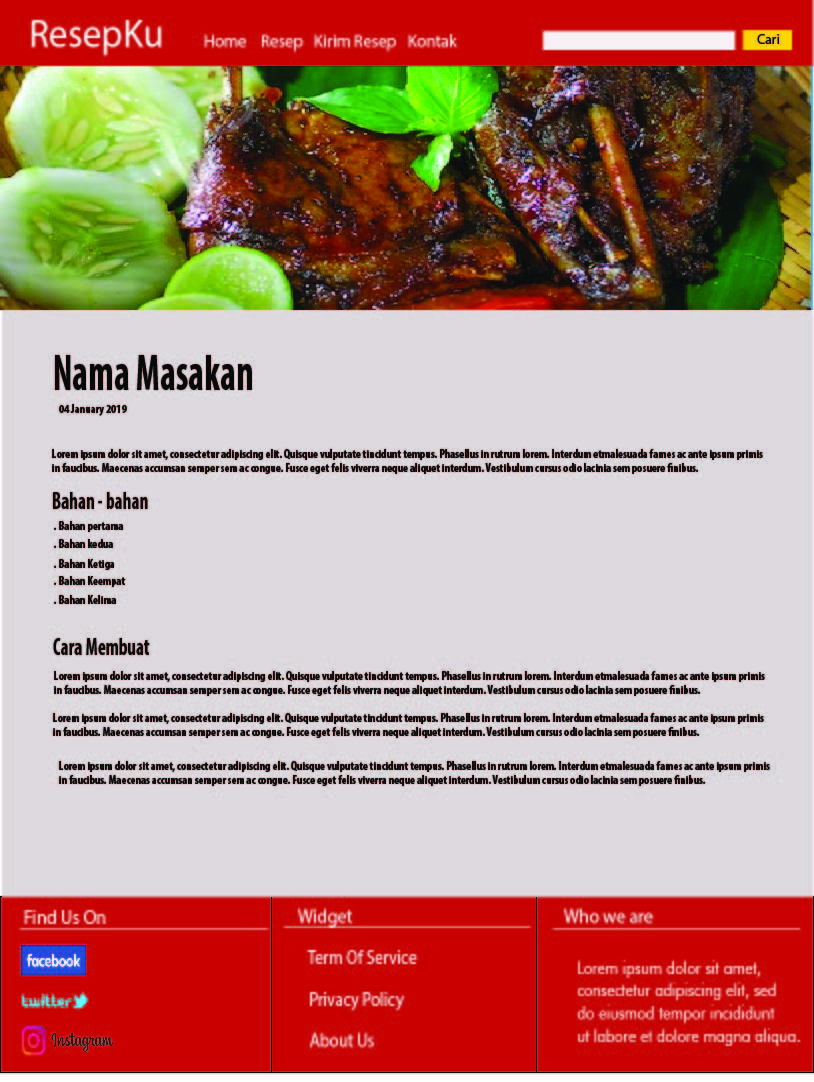 ResepKu
Home Resep Kirim Resep Kontak
Cari
Nama Masakan
04 January 2019
Lorem ipsum dolor sit amet, consectetur adipiscing elit. Quisque vulputate tincidunt tempus. Phasellus in rutrum lorem. Interdum etmalesuada fames ac ante ipsum primis
in faucibus. Maecenas accumsan semper sem ac congue. Fusce eget felis viverra neque aliquet interdum. Vestibulum cursus odio lacinia sem posuere finibus.
Bahan - bahan
. Bahan pertama
. Bahan kedua
. Bahan Ketiga
. Bahan Keempat
. Bahan Kelima
Cara Membuat
Lorem ipsum dolor sit amet, consectetur adipiscing elit. Quisque vulputate tincidunt tempus. Phasellus in rutrum lorem. Interdum etmalesuada fames ac ante ipsum primis
in faucibus. Maecenas accumsan semper sem ac congue. Fusce eget felis viverra neque aliquet interdum. Vestibulum cursus odio lacinia sem posuere finibus.
Lorem ipsum dolor sit amet, consectetur adipiscing elit. Quisque vulputate tincidunt tempus. Phasellus in rutrum lorem. Interdum etmalesuada fames ac ante ipsum primis
in faucibus. Maecenas accumsan semper sem ac congue. Fusce eget felis viverra neque aliquet interdum. Vestibulum cursus odio lacinia sem posuere finibus.
Lorem ipsum dolor sit amet, consectetur adipiscing elit. Quisque vulputate tincidunt tempus. Phasellus in rutrum lorem. Interdum etmalesuada fames ac ante ipsum primis
in faucibus. Maecenas accumsan semper sem ac congue. Fusce eget felis viverra neque aliquet interdum. Vestibulum cursus odio lacinia sem posuere finibus.
Find Us On
facebook
twitter
Instagram
Widget
Term Of Service
Privacy Policy
About Us
Who we are
Lorem ipsum dolor sit amet,
consectetur adipiscing elit, sed
do eiusmod tempor incididunt
ut labore et dolore magna aliqua.